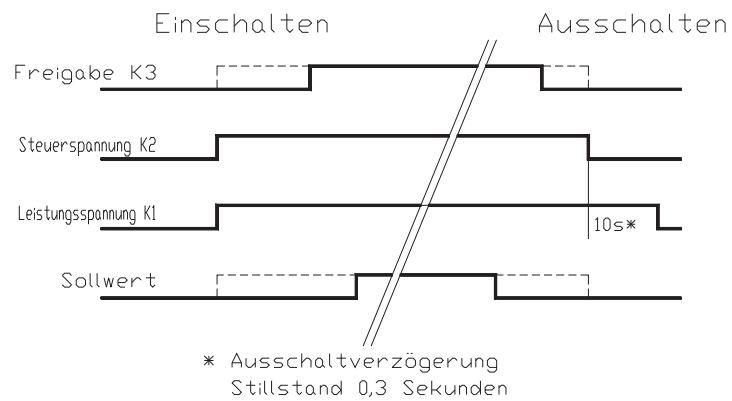 Einschalten
Ausschalten
Freigabe K3
Steuerspannung K2
Leistungsspannung K1
10s*
Sollwert
* Ausschaltverzögerung
Stillstand 0,3 Sekunden